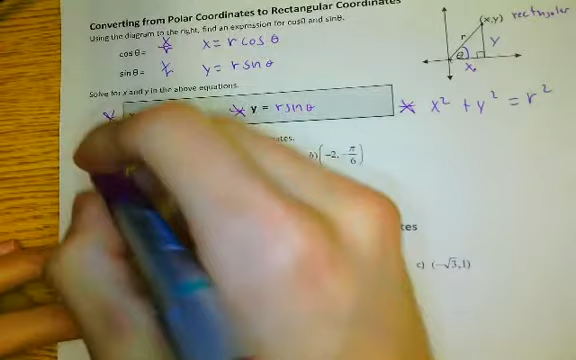 Converting from Polar Coordinates to Rectangular Coordinates
Using the diagram to the right, find an expression for cosθ and sinθ.
(x,y) rectangular
r
y
θ
x
cosθ = x/r x = r cos θ
sinθ = y/r y = r sin θ
Solve for x and y in the above equations.
* y = r sin θ
* x² + y² = r²
b) (-2, -π/6)
c) (-√3,1)